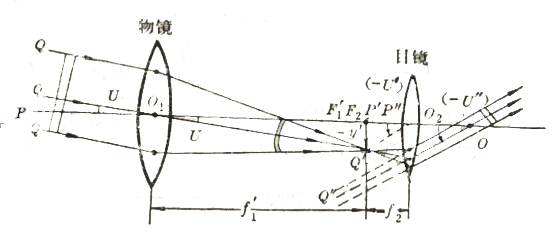 物镜
目镜
Q
(-U')
Q
U
O₁
F₁' F₂ P' P''
O₂
(-U'')
P
Q
U
-u'
O
Q'
Q''
f₁'
f₂